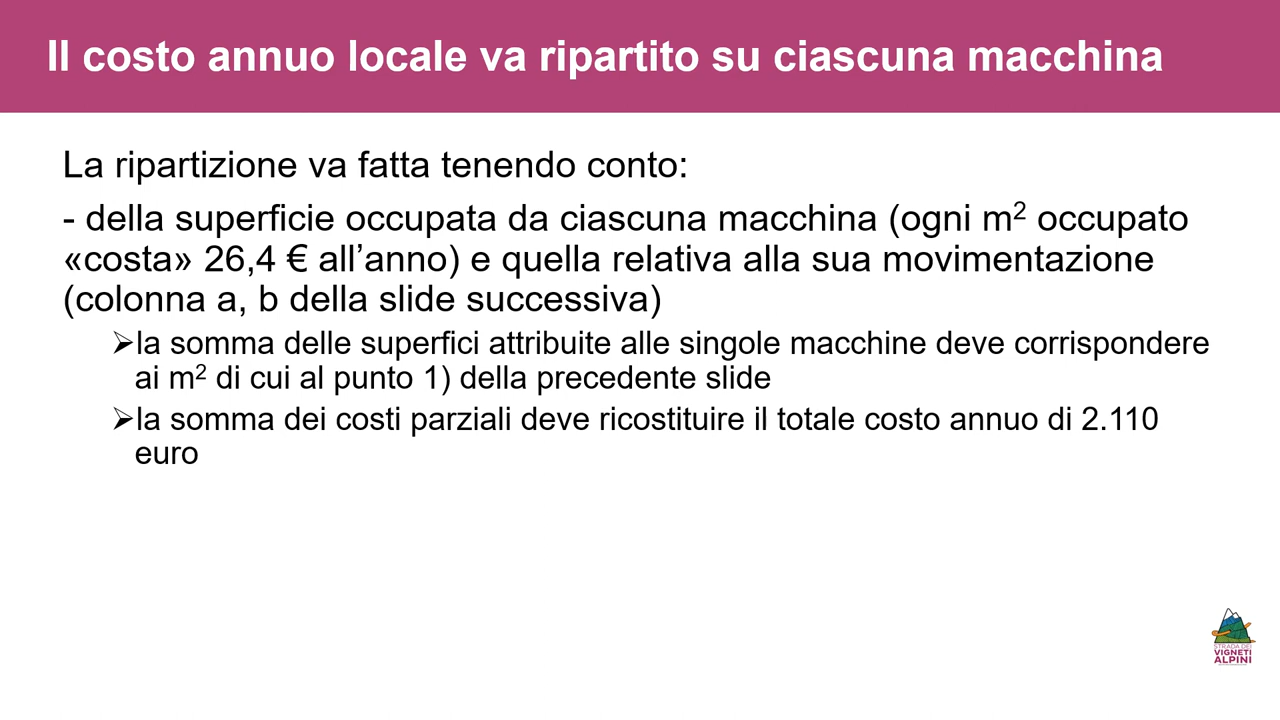 Il costo annuo locale va ripartito su ciascuna macchina
La ripartizione va fatta tenendo conto:
- della superficie occupata da ciascuna macchina (ogni m² occupato
«costa» 26,4 € all’anno) e quella relativa alla sua movimentazione
(colonna a, b della slide successiva)
➢la somma delle superfici attribuite alle singole macchine deve corrispondere
ai m² di cui al punto 1) della precedente slide
➢la somma dei costi parziali deve ricostituire il totale costo annuo di 2.110
euro
STRADA DEI
VIGNETI
ALPINI